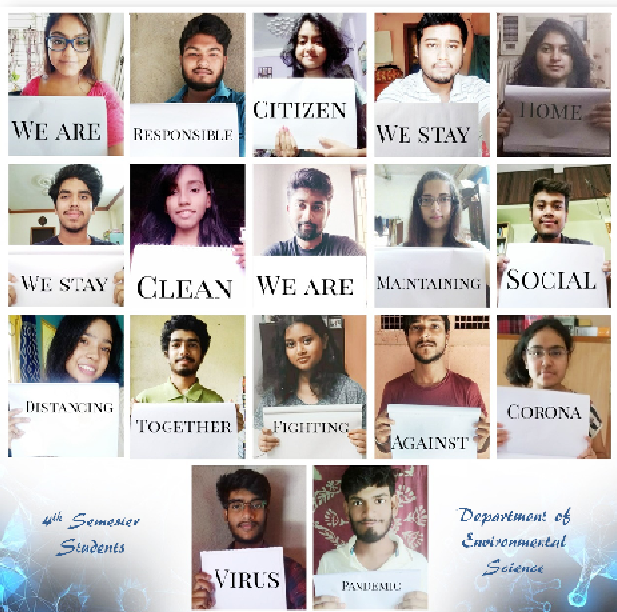 WE ARE
RESPONSIBLE
CITIZEN
WE STAY
HOME
WE STAY
CLEAN
WE ARE
MAINTAINING
SOCIAL
DISTANCING
TOGETHER
FIGHTING
AGAINST
CORONA
VIRUS
PANDEMIC
4th Semester
Students
Department of
Environmental
Science